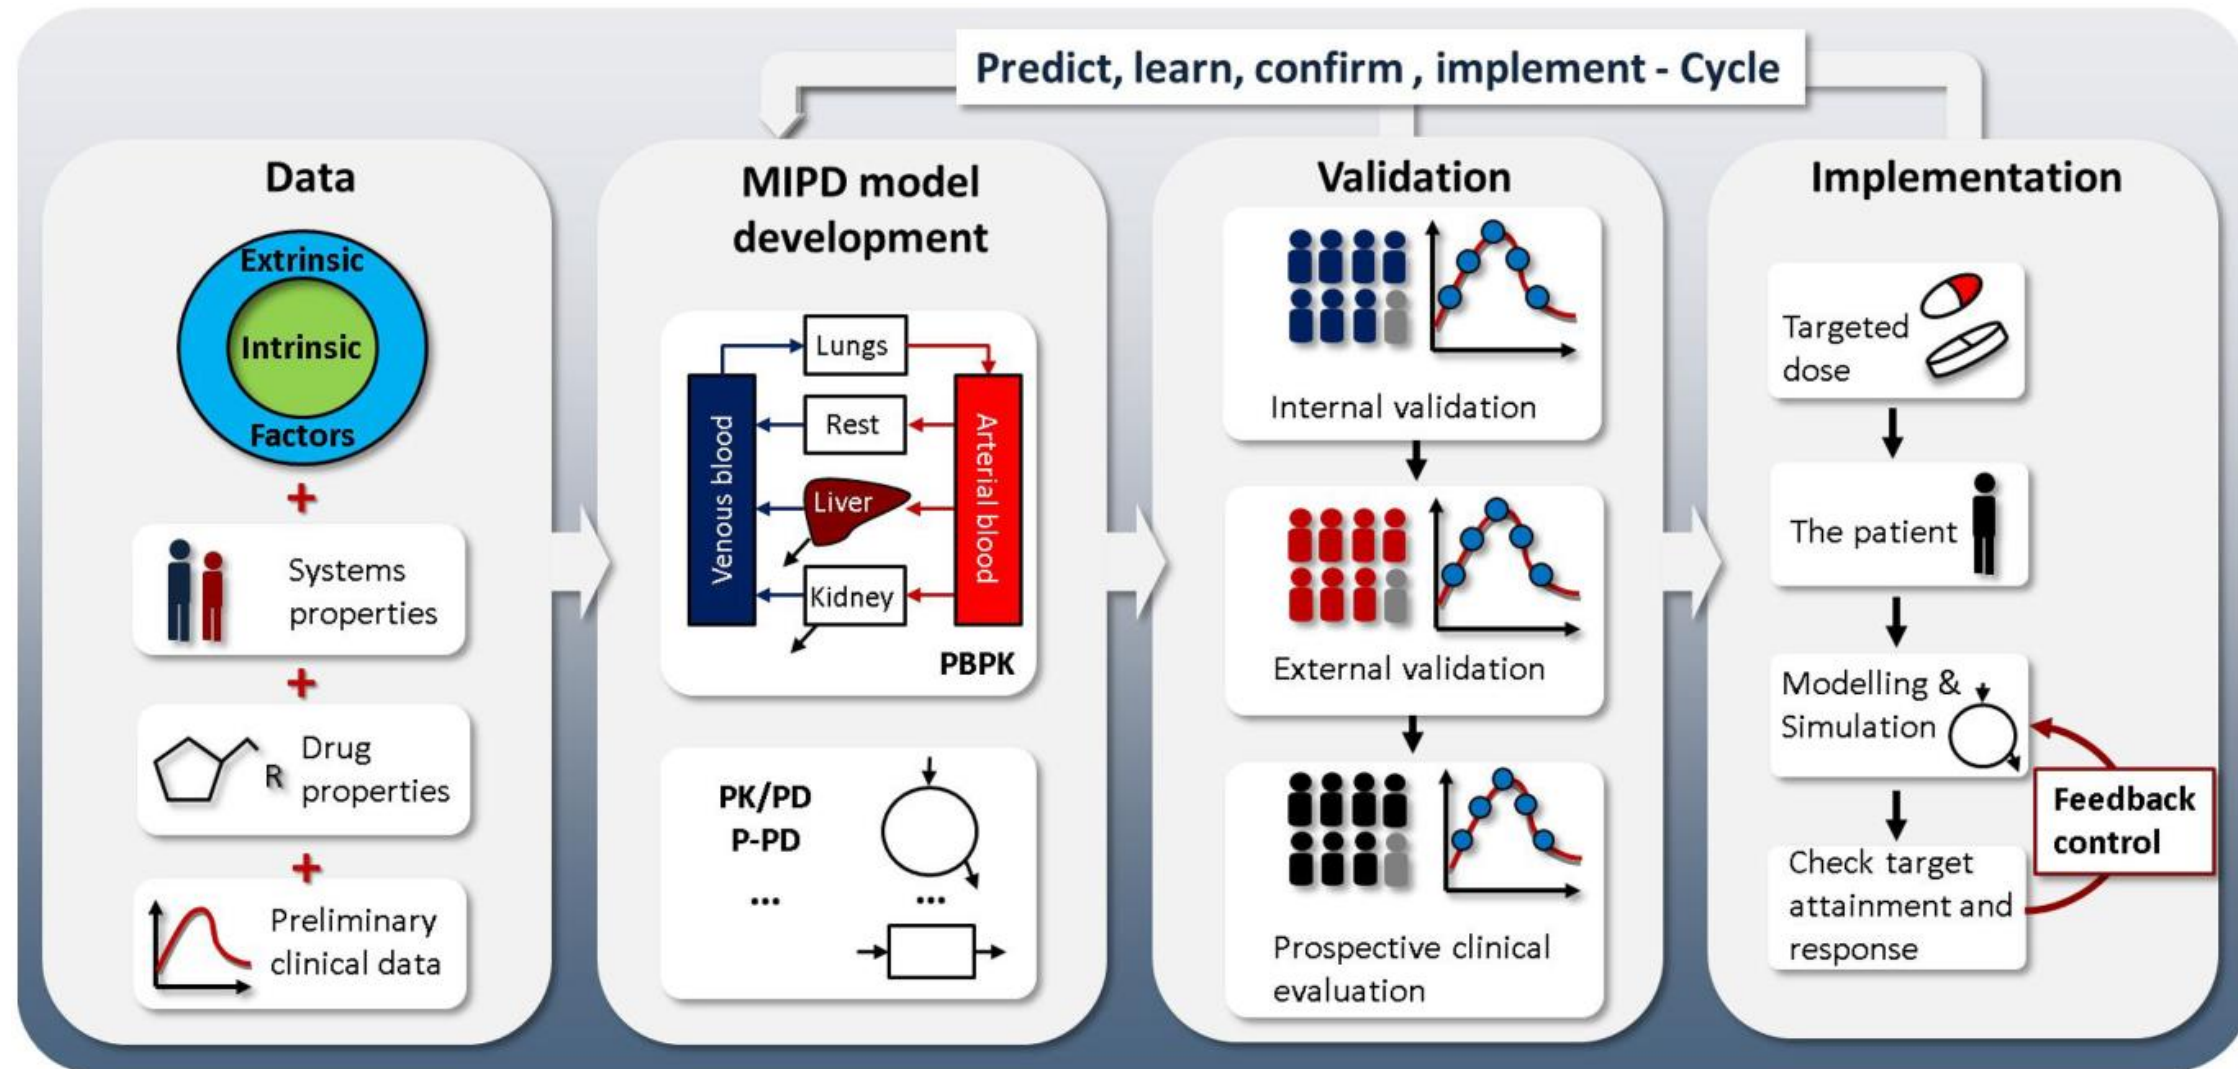 Predict, learn, confirm , implement - Cycle
Data
Extrinsic
Intrinsic
Factors
+
Systems
properties
+
Drug
properties
R
+
Preliminary
clinical data
MIPD model
development
Lungs
Rest
Liver
Kidney
Venous blood
Arterial blood
PBPK
PK/PD
P-PD
...
...
Validation
Internal validation
External validation
Prospective clinical
evaluation
Implementation
Targeted
dose
The patient
Modelling &
Simulation
Feedback
control
Check target
attainment and
response